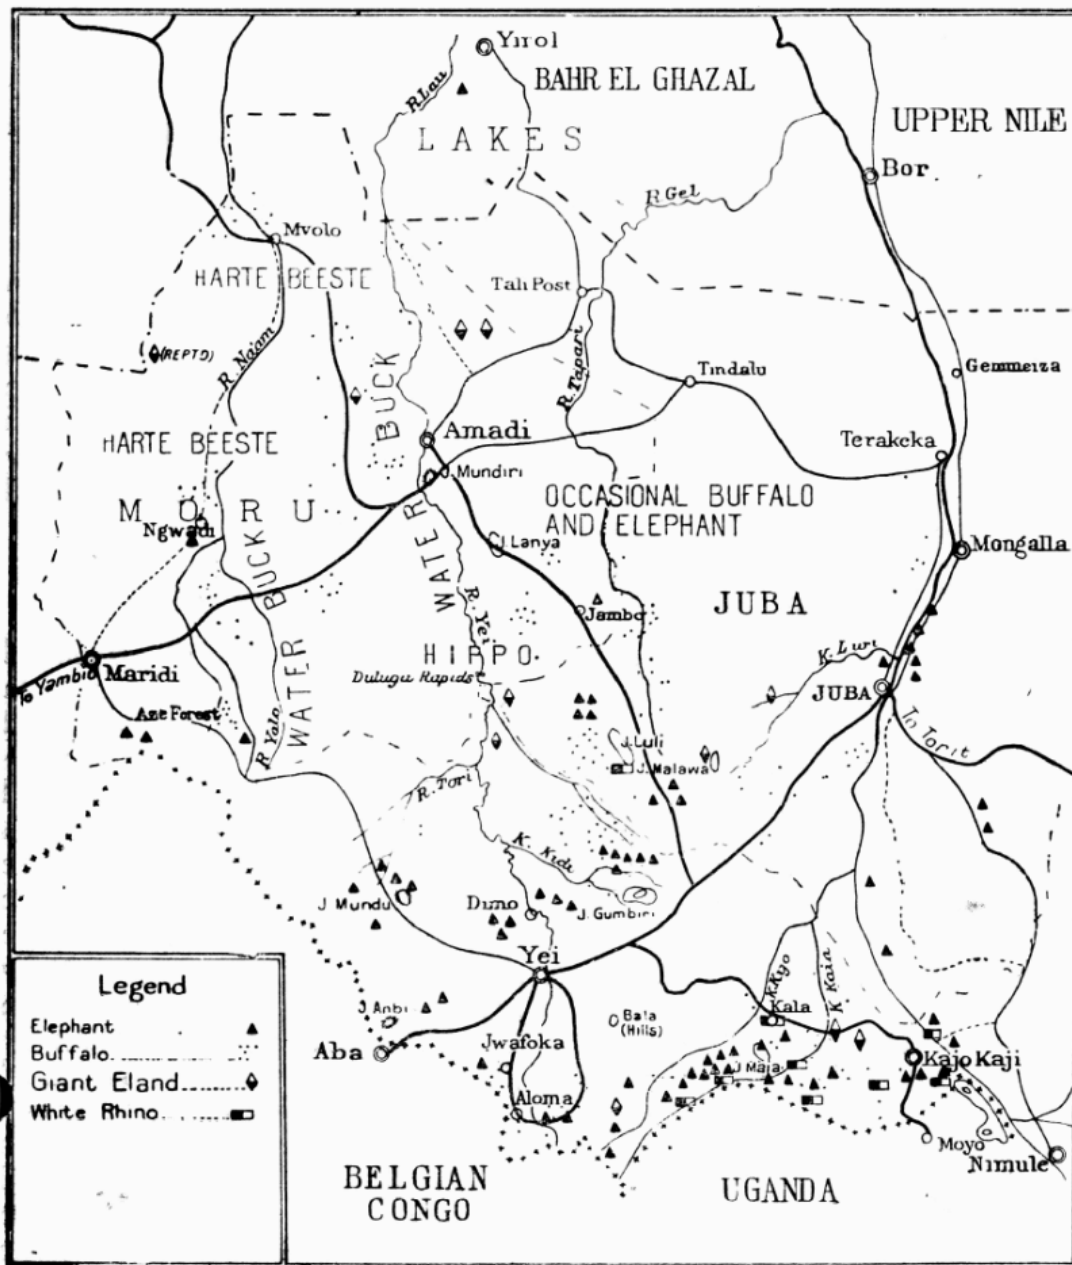 Yirol
BAHR EL GHAZAL
R. Lau
LAKES
UPPER NILE
Bor
R Gel
Mvolo
HARTE BEESTE
Tali Post
(REPTD)
R. Naam
BUCK
R. Tapari
Tindalu
Gemmeiza
HARTE BEESTE
Amadi
Terakeka
J. Mundiri
OCCASIONAL BUFFALO
AND ELEPHANT
MORU
Ngwadi
WATER
J Lanya
Mongalla
WATER BUCK
R. Yei
Jambo
JUBA
HIPPO
K. Luri
To Yambio
Maridi
Dulugu Rapids
JUBA
Aze Forest
R Yalo
J. Luli
To Torit
J. Malawa
R. Tori
K. Kidi
J Mundu
Dimo
J. Gumbiri
Yei
K Kijo
K Kaia
Legend
Elephant
Buffalo
Giant Eland
White Rhino
J. Anbi
Bala
(Hills)
Kala
Aba
Jwafoka
J. Maia
Kajo Kaji
Aloma
Moyo
Nimule
BELGIAN
CONGO
UGANDA